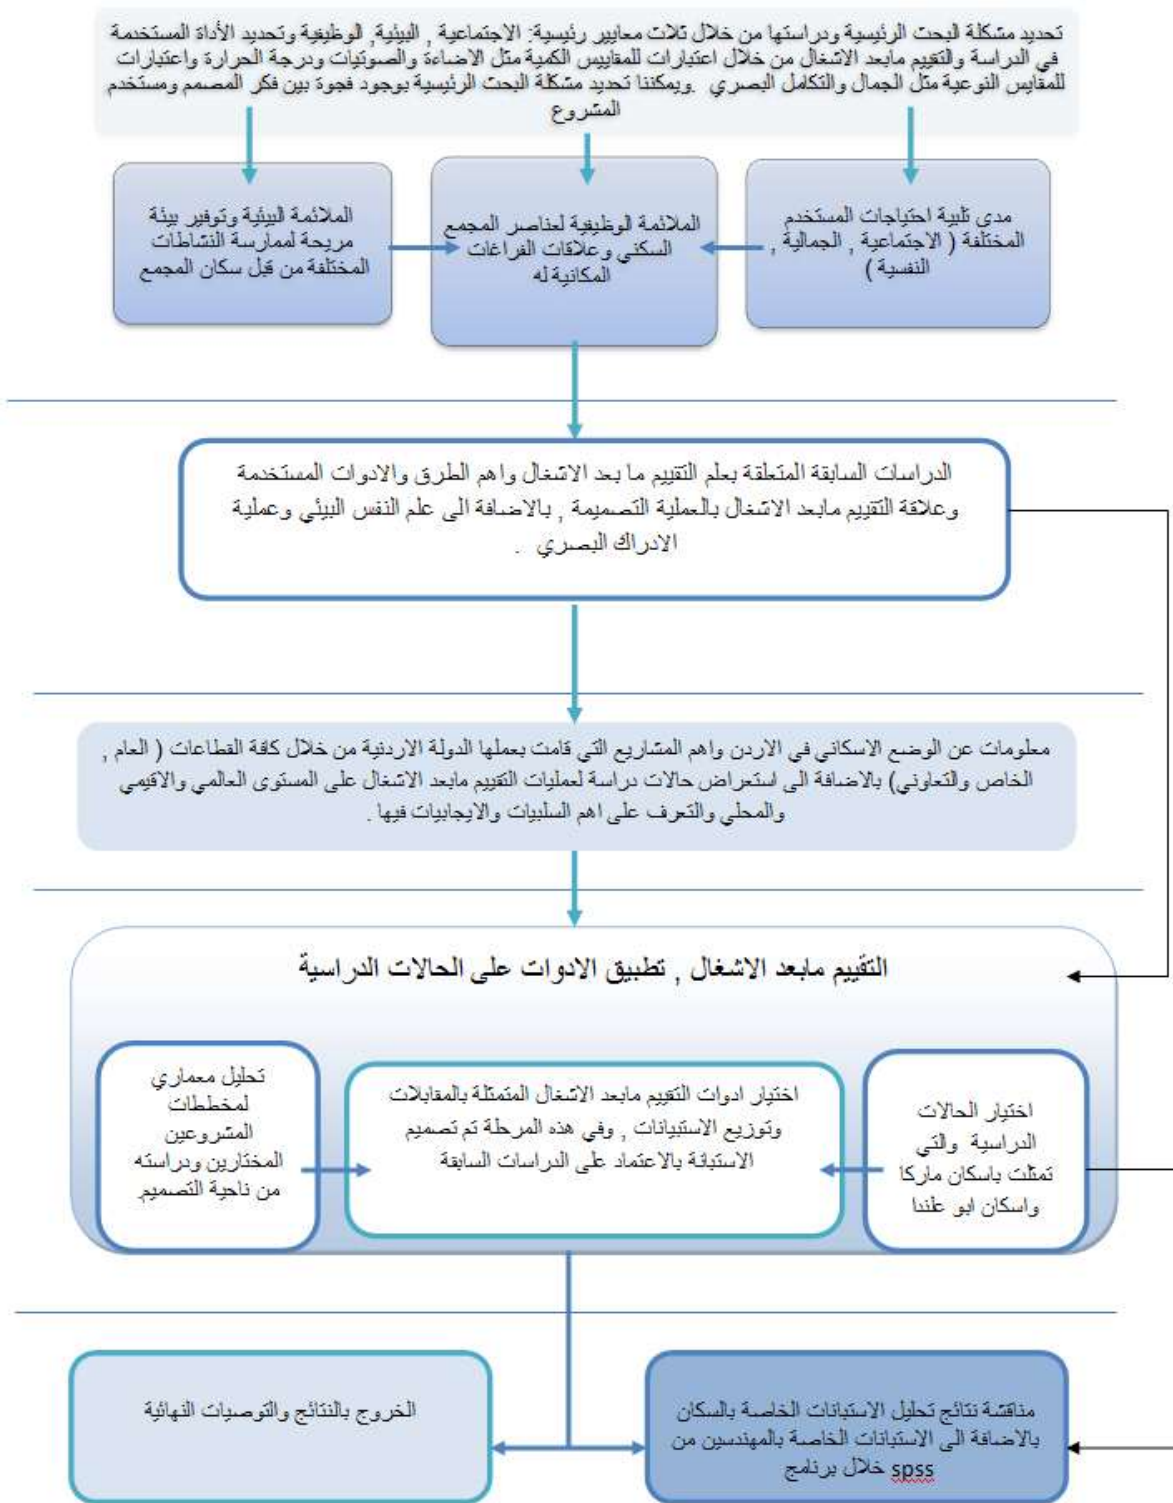 تحديد مشكلة البحث الرئيسية ودراستها من خلال ثلاث معايير رئيسية: الاجتماعية , البيئية, الوظيفية وتحديد الأداة المستخدمة
في الدراسة والتقييم مابعد الاشغال من خلال اعتبارات للمقاييس الكمية مثل الاضاءة والصوتيات ودرجة الحرارة واعتبارات
للمقايس النوعية مثل الجمال والتكامل البصري .ويمكننا تحديد مشكلة البحث الرئيسية بوجود فجوة بين فكر المصمم ومستخدم
المشروع
مدى تلبية احتياجات المستخدم
المختلفة ( الاجتماعية , الجمالية ,
النفسية )
الملائمة الوظيفية لعناصر المجمع
السكني وعلاقات الفراغات
المكانية له
الملائمة البيئية وتوفير بيئة
مريحة لممارسة النشاطات
المختلفة من قبل سكان المجمع
الدراسات السابقة المتعلقة بعلم التقييم ما بعد الاشغال واهم الطرق والادوات المستخدمة
وعلاقة التقييم مابعد الاشغال بالعملية التصميمة , بالاضافة الى علم النفس البيئي وعملية
الادراك البصري .
معلومات عن الوضع الاسكاني في الاردن واهم المشاريع التي قامت بعملها الدولة الاردنية من خلال كافة القطاعات ( العام ,
الخاص والتعاوني) بالاضافة الى استعراض حالات دراسة لعمليات التقييم مابعد الاشغال على المستوى العالمي والاقيمي
والمحلي والتعرف على اهم السلبيات والايجابيات فيها .
التقييم مابعد الاشغال , تطبيق الادوات على الحالات الدراسية
اختيار الحالات
الدراسية والتي
تمثلت باسكان ماركا
واسكان ابو علندا
اختيار ادوات التقييم مابعد الاشغال المتمثلة بالمقابلات
وتوزيع الاستبيانات , وفي هذه المرحلة تم تصميم
الاستبانة بالاعتماد على الدراسات السابقة
تحليل معماري
لمخططات
المشروعين
المختارين ودراسته
من ناحية التصميم.
مناقشة نتائج تحليل الاستبانات الخاصة بالسكان
بالاضافة الى الاستبانات الخاصة بالمهندسين من
خلال برنامج spss
الخروج بالنتائج والتوصيات النهائية